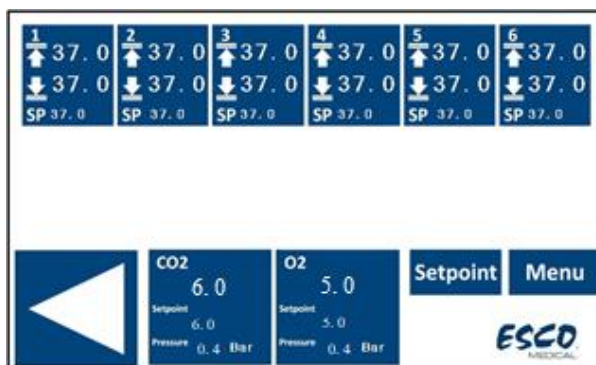 1 2 3 4 5 6
37.0 37.0 37.0 37.0 37.0 37.0
37.0 37.0 37.0 37.0 37.0 37.0
SP 37.0 SP 37.0 SP 37.0 SP 37.0 SP 37.0 SP 37.0
CO2
6.0
Setpoint
6.0
Pressure 0.4 Bar
O2
5.0
Setpoint
5.0
Pressure 0.4 Bar
Setpoint
Menu
ESCO
MEDICAL